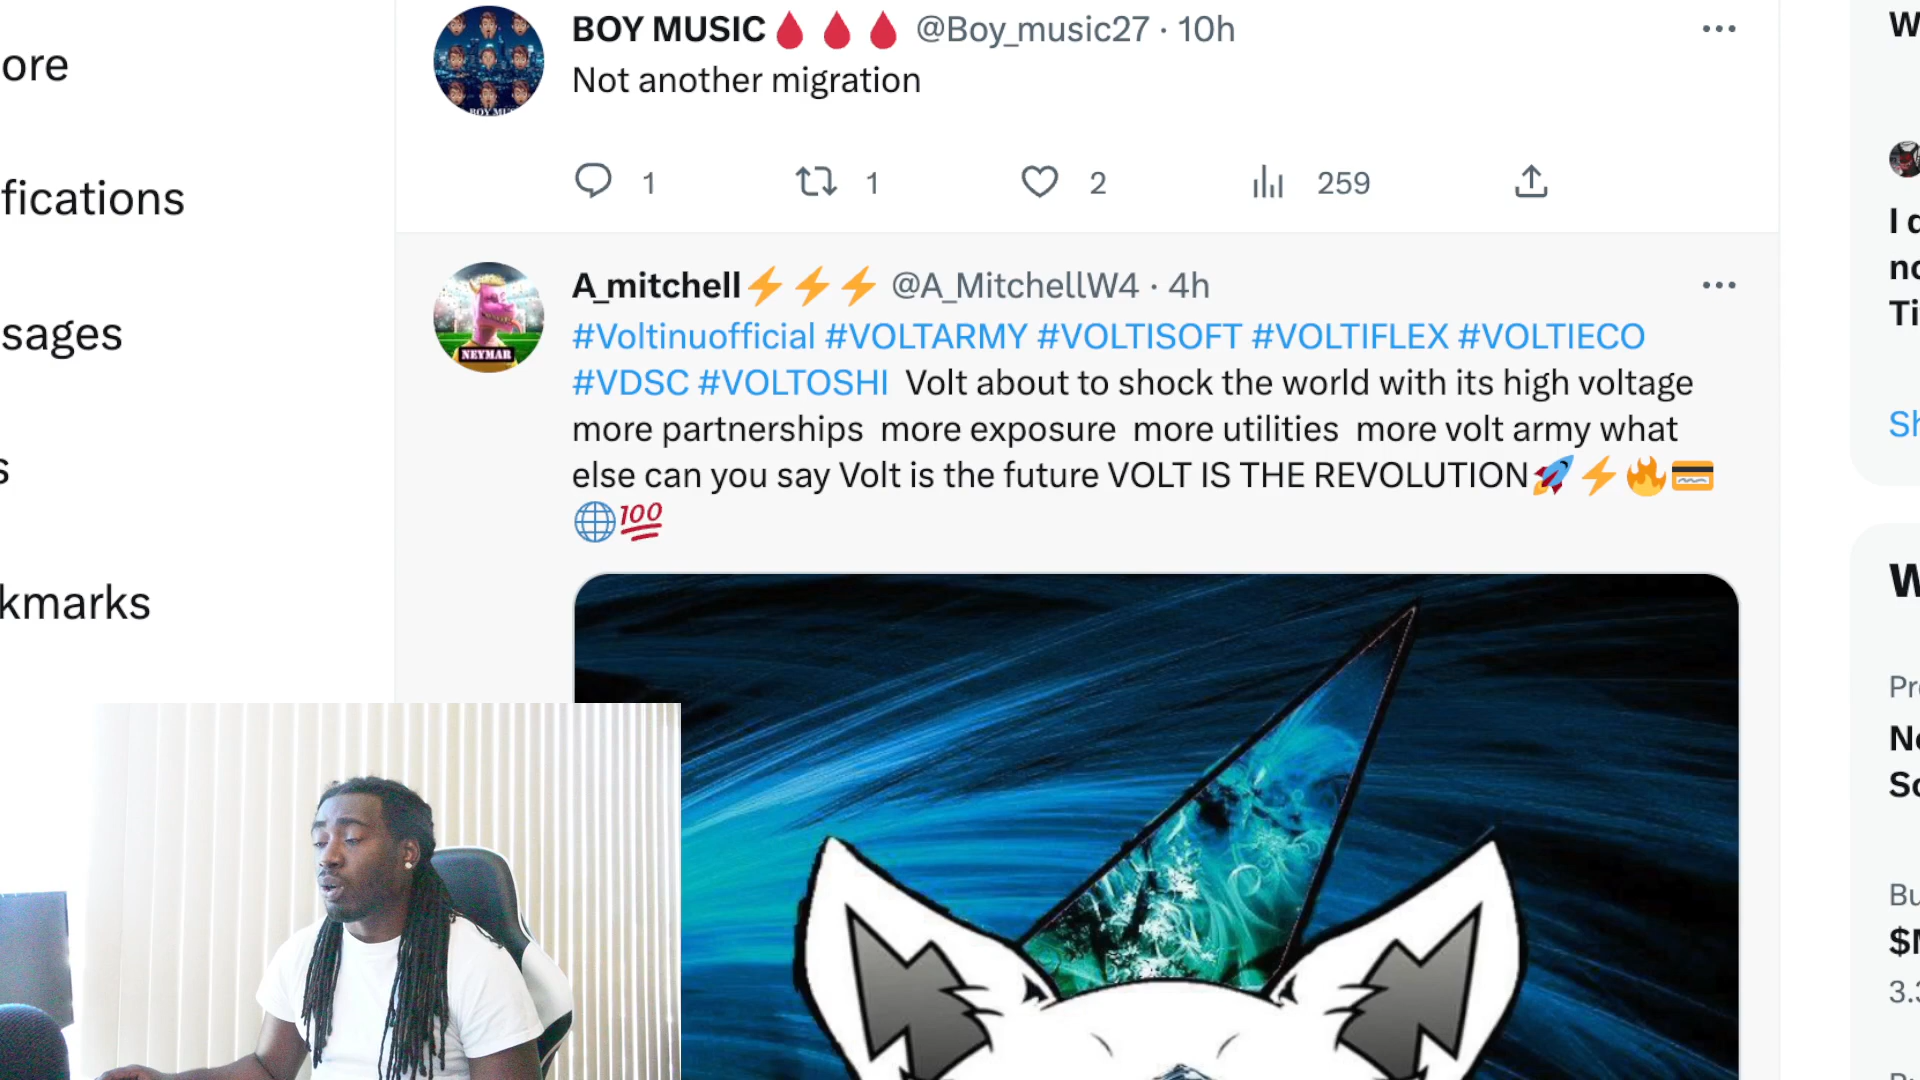 BOY MUSIC🩸🩸🩸 @Boy_music27 · 10h
Not another migration
1 1 2 259
A_mitchell⚡⚡⚡ @A_MitchellW4 · 4h
#Voltinuofficial #VOLTARMY #VOLTISOFT #VOLTIFLEX #VOLTIECO
#VDSC #VOLTOSHI Volt about to shock the world with its high voltage
more partnerships more exposure more utilities more volt army what
else can you say Volt is the future VOLT IS THE REVOLUTION🚀⚡🔥💳
🌐💯
NEYMAR
ore
fications
sages
s
kmarks